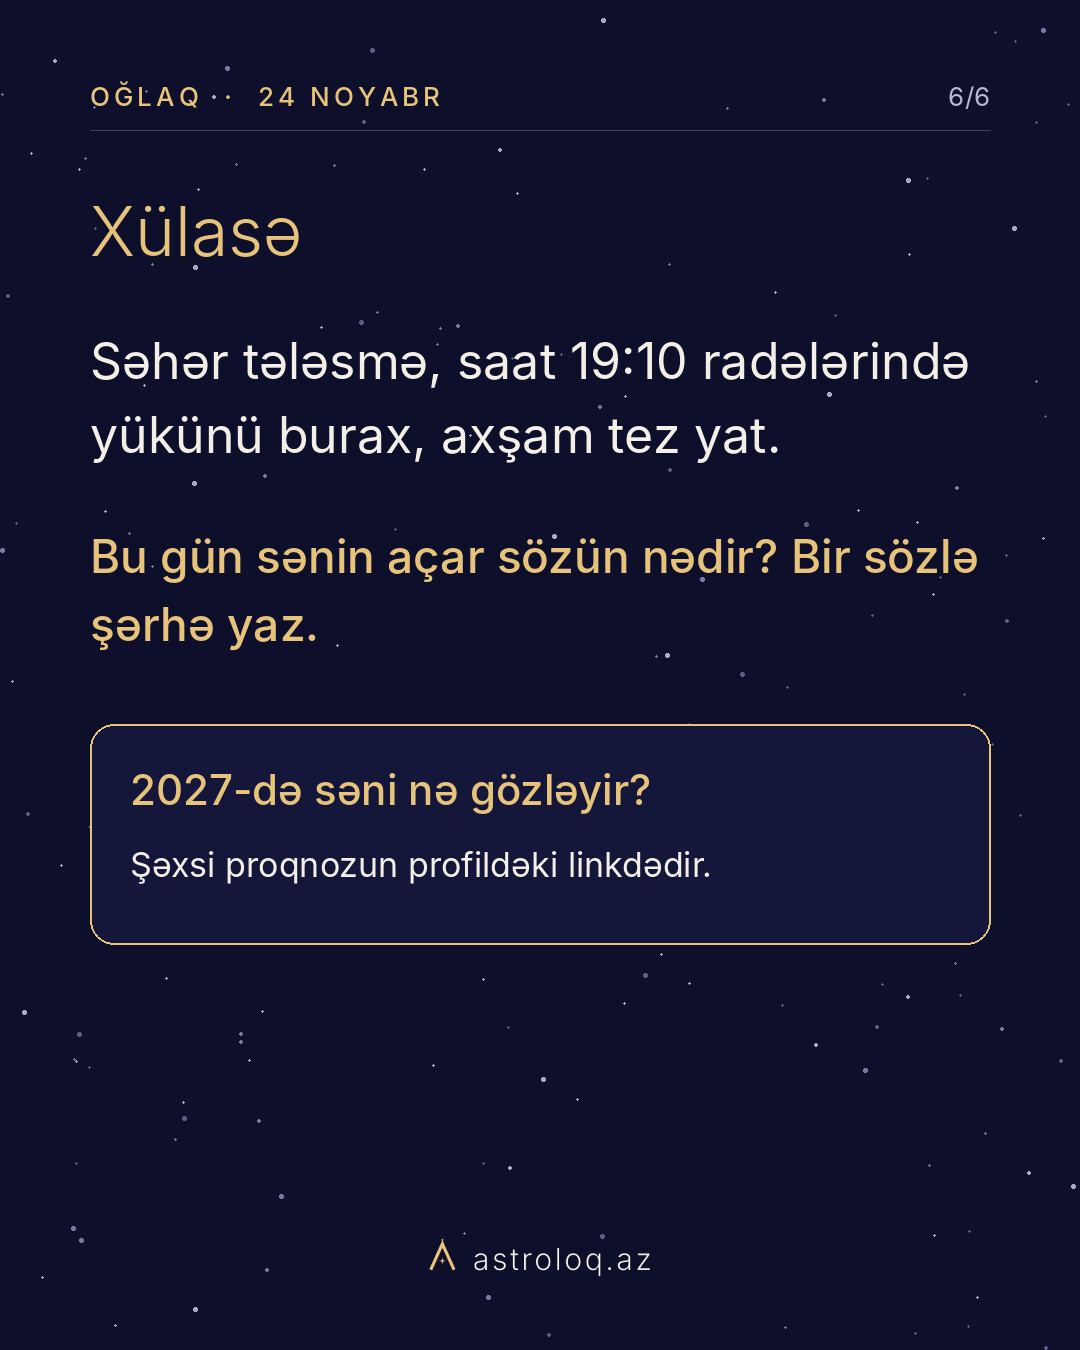 OĞLAQ · 24 NOYABR
6/6
Xülasə
Səhər tələsmə, saat 19:10 radələrində
yükünü burax, axşam tez yat.
Bu gün sənin açar sözün nədir? Bir sözlə
şərhə yaz.
2027-də səni nə gözləyir?
Şəxsi proqnozun profildəki linkdədir.
astroloq.az